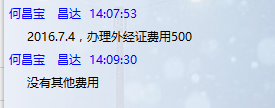 何昌宝　昌达  14:07:53
2016.7.4，办理外经证费用500
何昌宝　昌达  14:09:30
没有其他费用